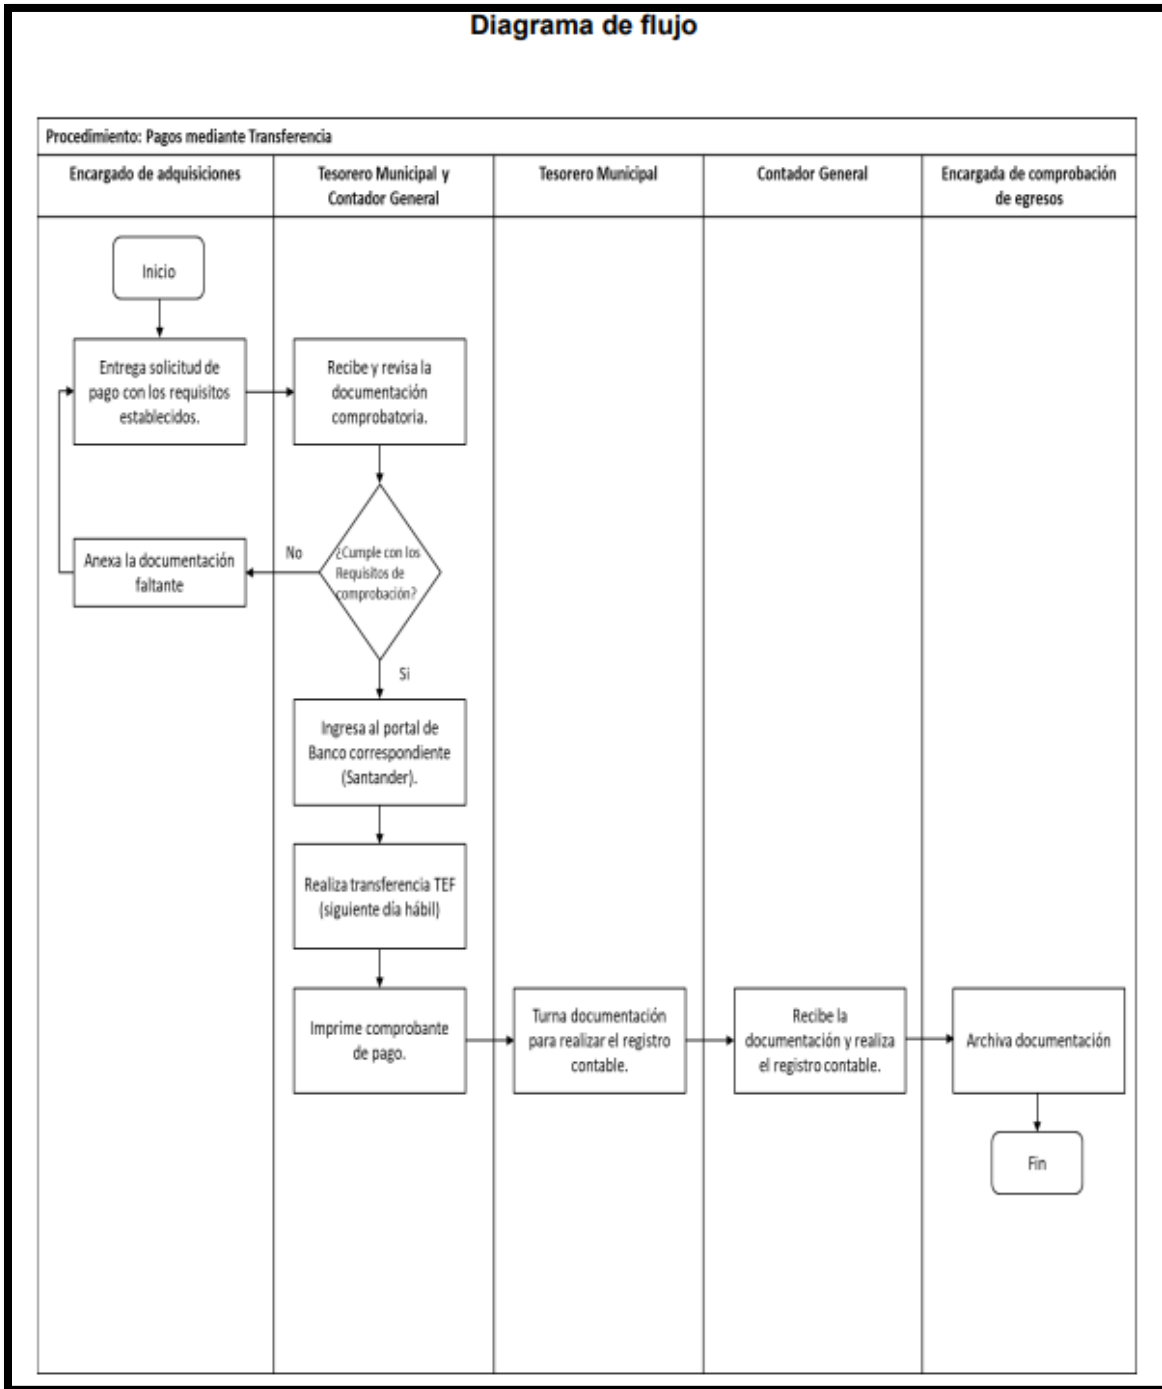 Diagrama de flujo
Procedimiento: Pagos mediante Transferencia
Encargado de adquisiciones
Tesorero Municipal y
Contador General
Tesorero Municipal
Contador General
Encargada de comprobación
de egresos
Inicio
Entrega solicitud de
pago con los requisitos
establecidos.
Recibe y revisa la
documentación
comprobatoria.
¿Cumple con los
Requisitos de
comprobación?
No
Anexa la documentación
faltante
Si
Ingresa al portal de
Banco correspondiente
(Santander).
Realiza transferencia TEF
(siguiente día hábil)
Imprime comprobante
de pago.
Turna documentación
para realizar el registro
contable.
Recibe la
documentación y realiza
el registro contable.
Archiva documentación
Fin